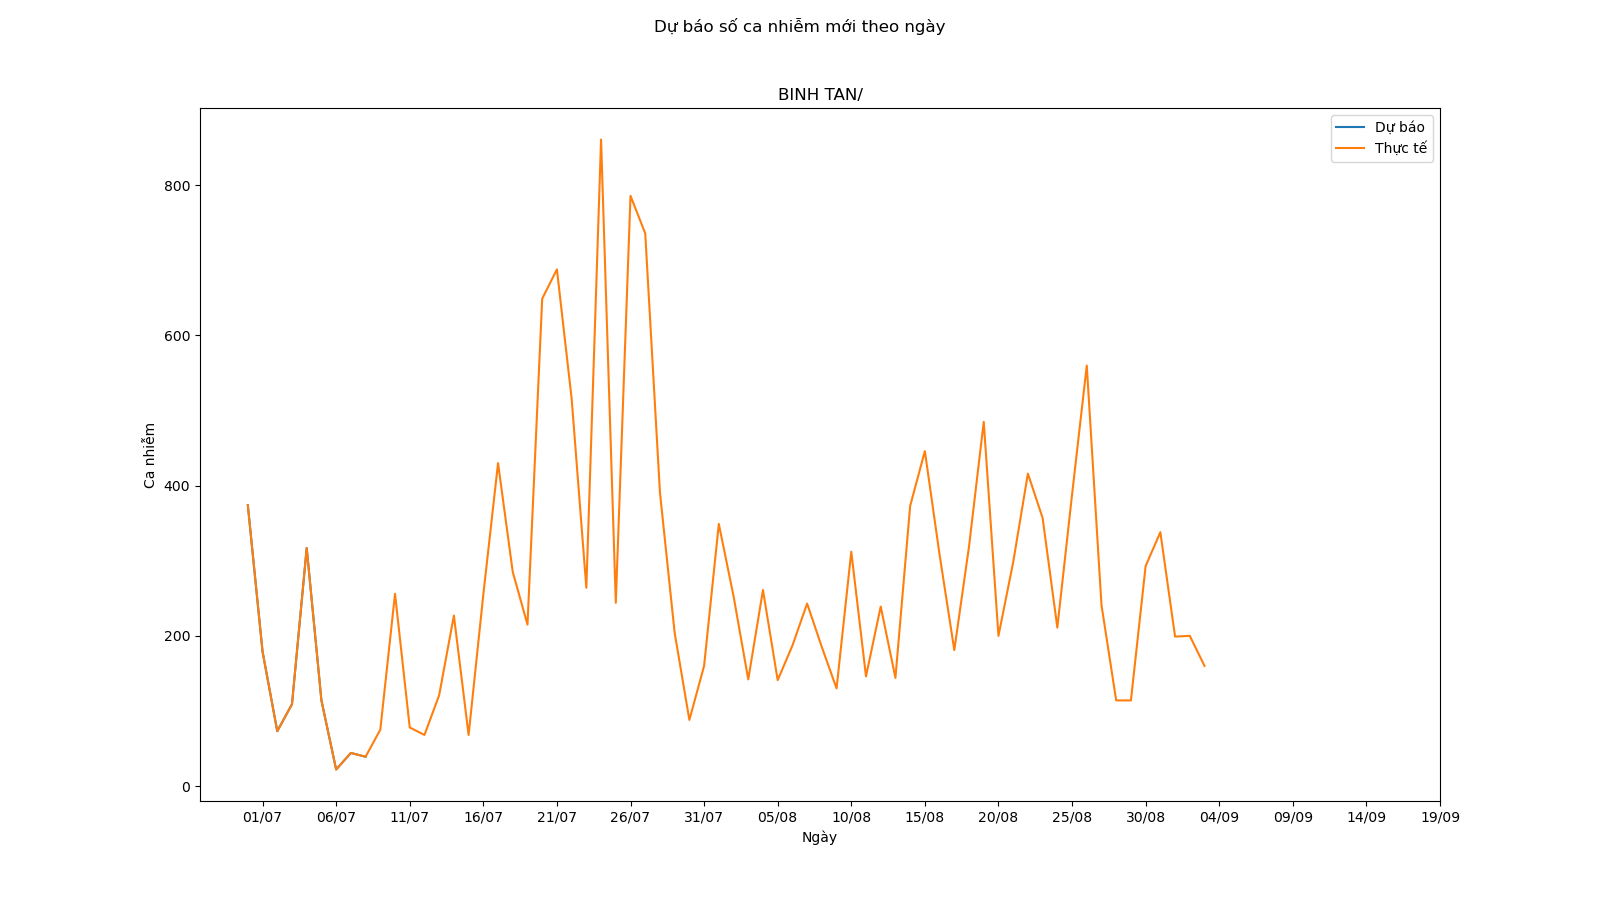 Dự báo số ca nhiễm mới theo ngày
BINH TAN/
Dự báo
Thực tế
800
600
400
200
0
Ca nhiễm
01/07 06/07 11/07 16/07 21/07 26/07 31/07 05/08 10/08 15/08 20/08 25/08 30/08 04/09 09/09 14/09 19/09
Ngày